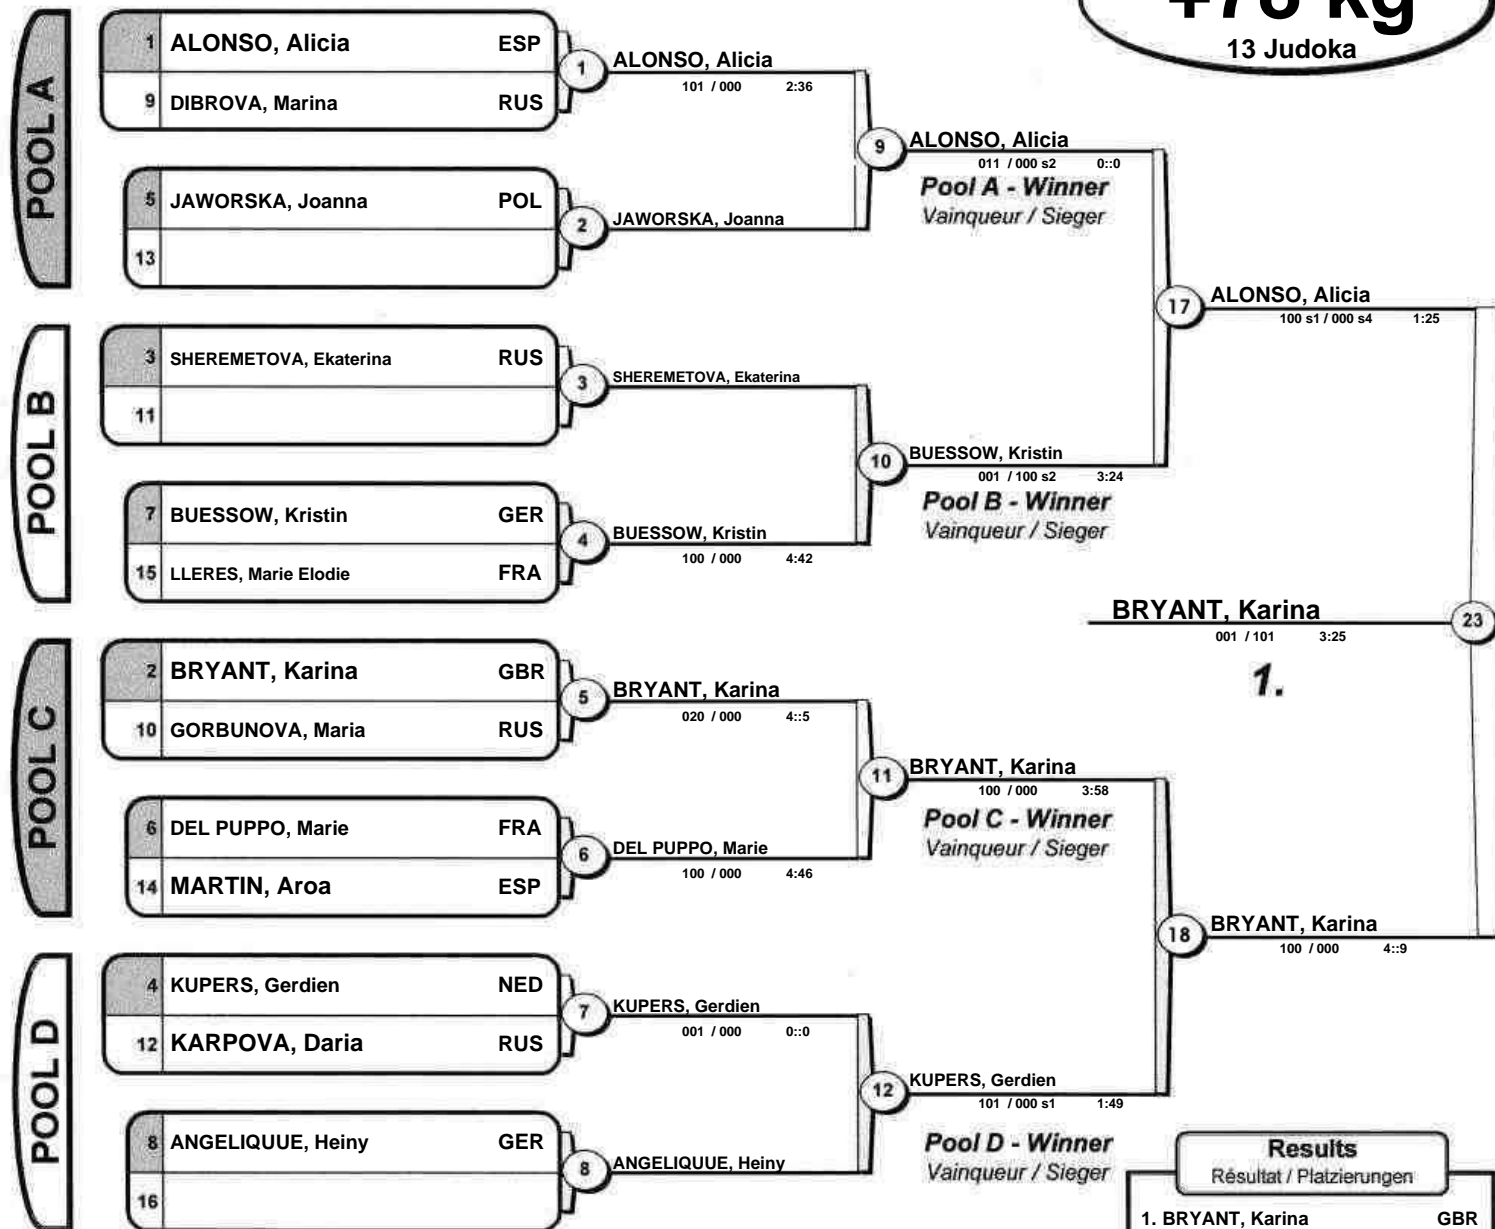 +78 kg
13 Judoka
POOL A
1 ALONSO, Alicia ESP
9 DIBROVA, Marina RUS
1
ALONSO, Alicia
101 / 000 2:36
5 JAWORSKA, Joanna POL
13
2
JAWORSKA, Joanna
9
ALONSO, Alicia
011 / 000 s2 0::0
Pool A - Winner
Vainqueur / Sieger
POOL B
3 SHEREMETOVA, Ekaterina RUS
11
3
SHEREMETOVA, Ekaterina
7 BUESSOW, Kristin GER
15 LLERES, Marie Elodie FRA
4
BUESSOW, Kristin
100 / 000 4:42
10
BUESSOW, Kristin
001 / 100 s2 3:24
Pool B - Winner
Vainqueur / Sieger
17
ALONSO, Alicia
100 s1 / 000 s4 1:25
BRYANT, Karina
001 / 101 3:25
23
1.
POOL C
2 BRYANT, Karina GBR
10 GORBUNOVA, Maria RUS
5
BRYANT, Karina
020 / 000 4::5
6 DEL PUPPO, Marie FRA
14 MARTIN, Aroa ESP
6
DEL PUPPO, Marie
100 / 000 4:46
11
BRYANT, Karina
100 / 000 3:58
Pool C - Winner
Vainqueur / Sieger
POOL D
4 KUPERS, Gerdien NED
12 KARPOVA, Daria RUS
7
KUPERS, Gerdien
001 / 000 0::0
8 ANGELIQUUE, Heiny GER
16
8
ANGELIQUUE, Heiny
12
KUPERS, Gerdien
101 / 000 s1 1:49
Pool D - Winner
Vainqueur / Sieger
18
BRYANT, Karina
100 / 000 4::9
Results
Résultat / Platzierungen
1. BRYANT, Karina GBR